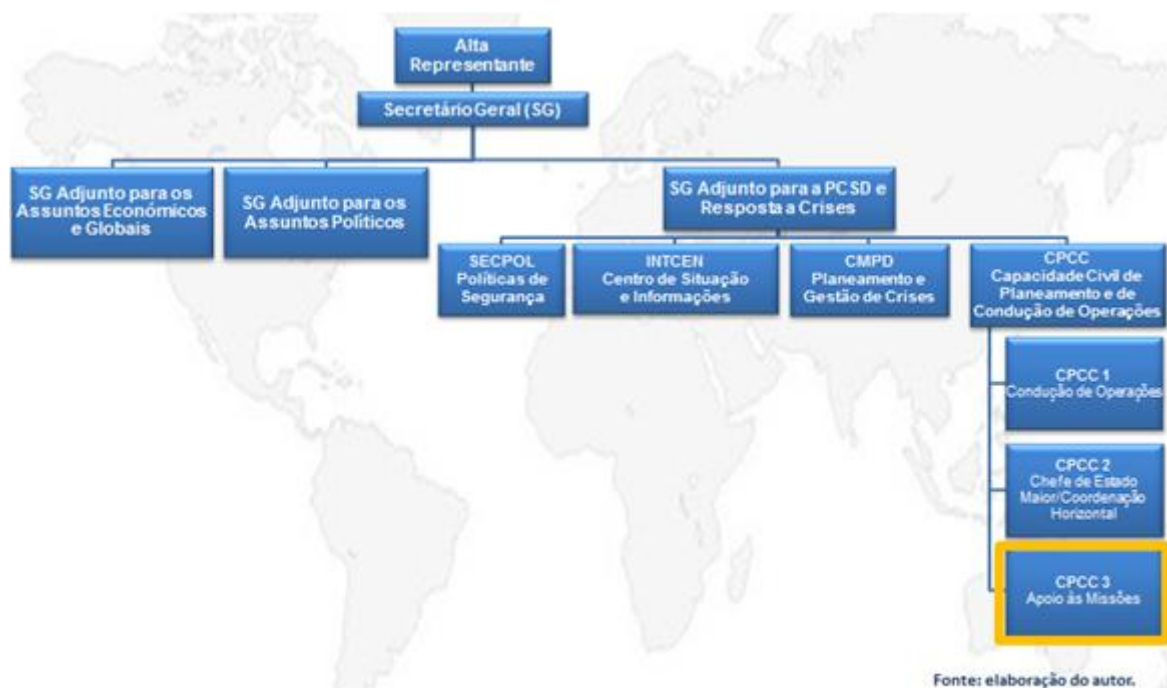 Alta
Representante
Secretário Geral (SG)
SG Adjunto para os
Assuntos Económicos
e Globais
SG Adjunto para os
Assuntos Políticos
SG Adjunto para a PCSD e
Resposta a Crises
SECPOL
Políticas de
Segurança
INTCEN
Centro de Situação
e Informações
CMPD
Planeamento e
Gestão de Crises
CPCC
Capacidade Civil de
Planeamento e de
Condução de Operações
CPCC 1
Condução de Operações
CPCC 2
Chefe de Estado
Maior/Coordenação
Horizontal
CPCC 3
Apoio às Missões
Fonte: elaboração do autor.